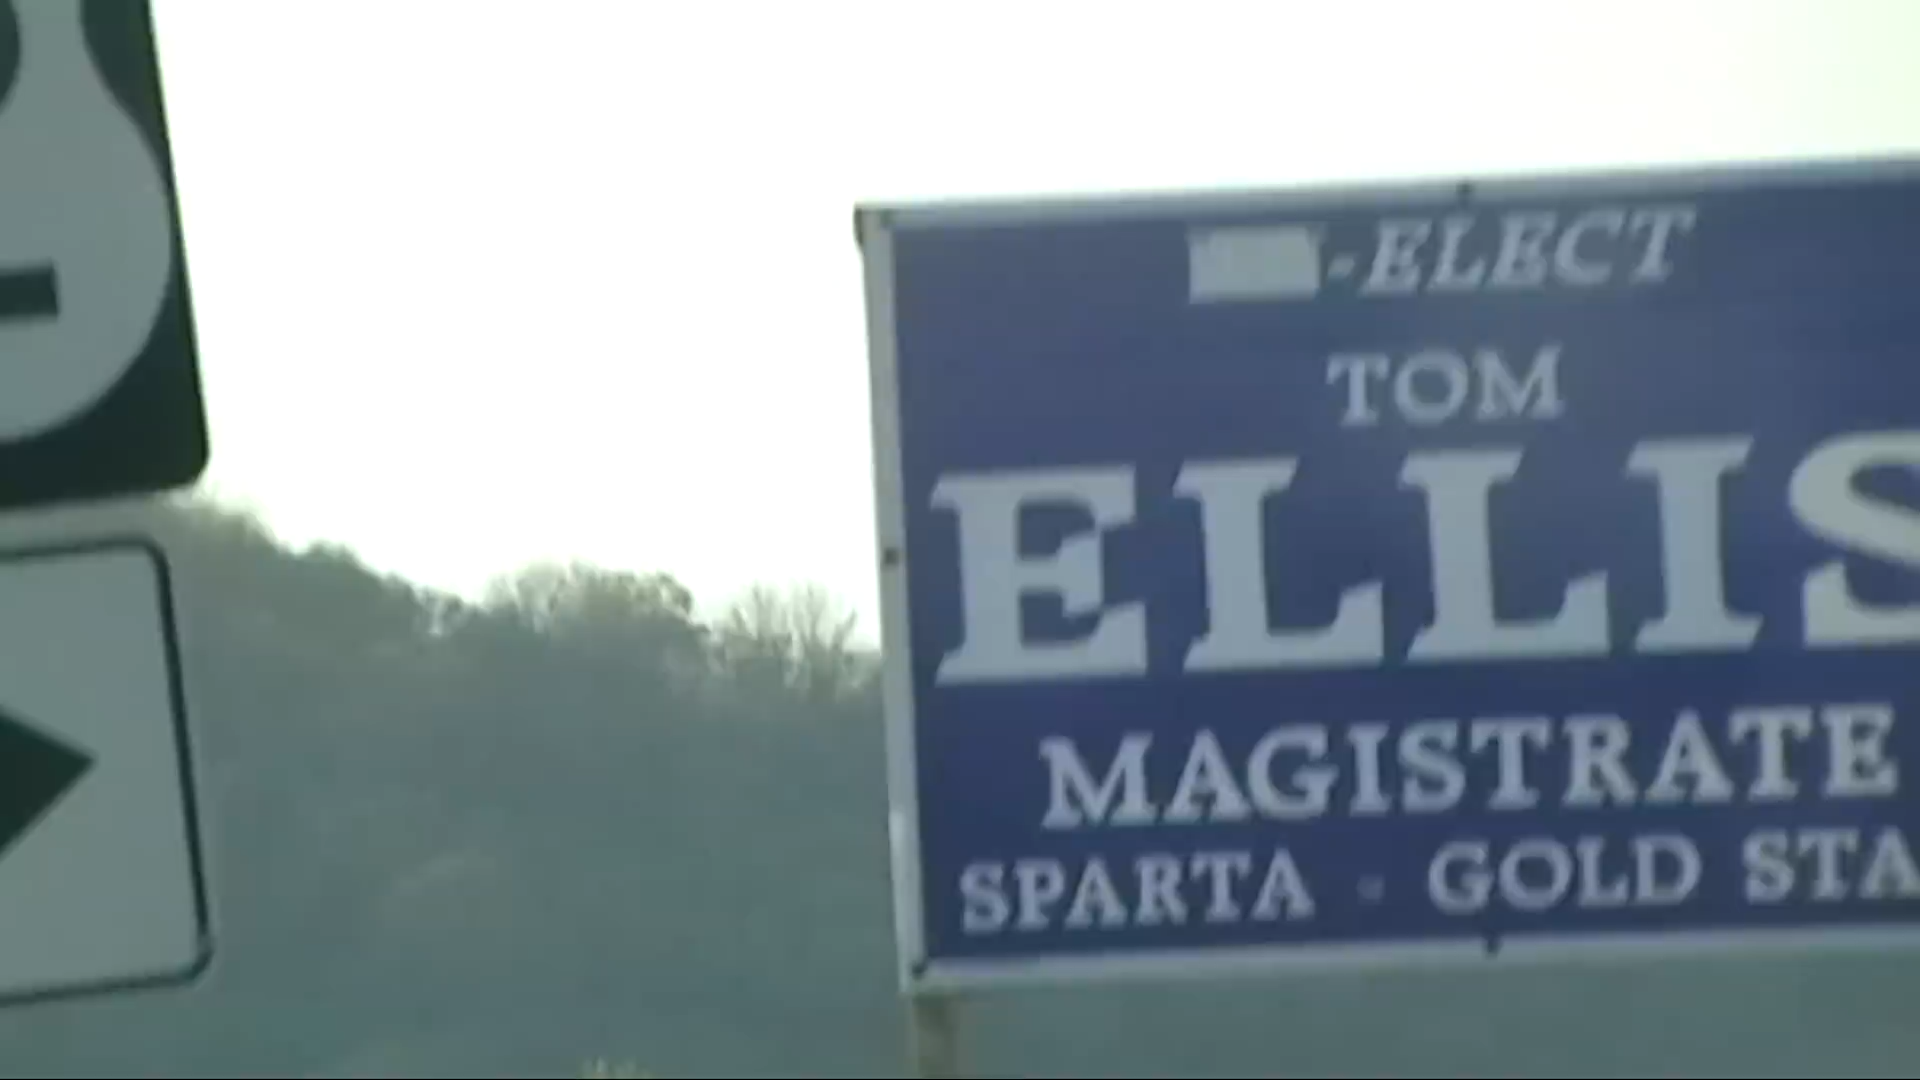 -ELECT
TOM
ELLIS
MAGISTRATE
SPARTA - GOLD STA